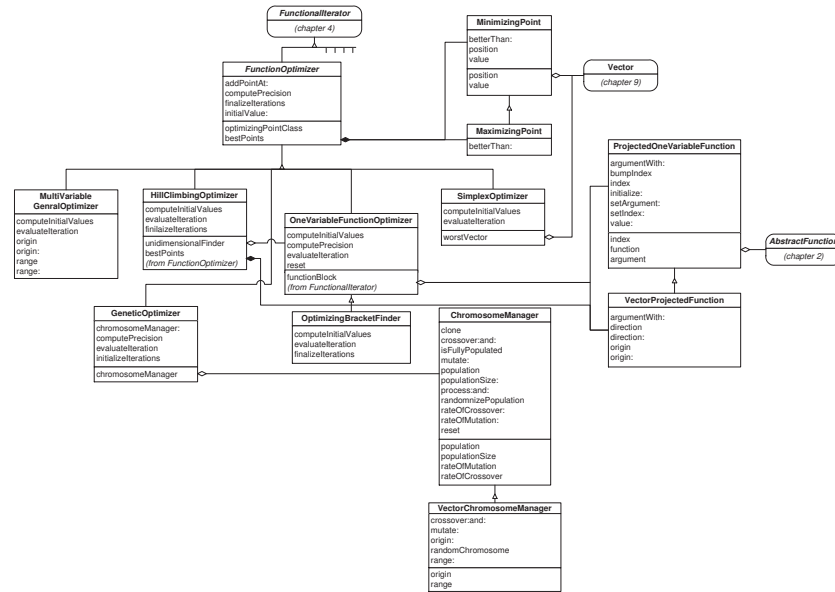 FunctionalIterator
(chapter 4)
FunctionOptimizer
addPointAt:
computePrecision
finalizeIterations
initialValue:
optimizingPointClass
bestPoints
MinimizingPoint
betterThan:
position
value
position
value
Vector
(chapter 9)
MaximizingPoint
betterThan:
ProjectedOneVariableFunction
argumentWith:
bumpIndex
index
initialize:
setArgument:
setIndex:
value:
index
function
argument
AbstractFunction
(chapter 2)
MultiVariable
GenralOptimizer
computeInitialValues
evaluateIteration
origin
origin:
range
range:
HillClimbingOptimizer
computeInitialValues
evaluateIteration
finilaizeIterations
unidimensionalFinder
bestPoints
(from FunctionOptimizer)
OneVariableFunctionOptimizer
computeInitialValues
computePrecision
evaluateIteration
reset
functionBlock
(from FunctionalIterator)
SimplexOptimizer
computeInitialValues
evaluateIteration
worstVector
VectorProjectedFunction
argumentWith:
direction
direction:
origin
origin:
GeneticOptimizer
chromosomeManager:
computePrecision
evaluateIteration
initializeIterations
chromosomeManager
OptimizingBracketFinder
computeInitialValues
evaluateIteration
finalizeIterations
ChromosomeManager
clone
crossover:and:
isFullyPopulated
mutate:
population
populationSize:
process:and:
randomnizePopulation
rateOfCrossover:
rateOfMutation:
reset
population
populationSize
rateOfMutation
rateOfCrossover
VectorChromosomeManager
crossover:and:
mutate:
origin:
randomChromosome
range:
origin
range